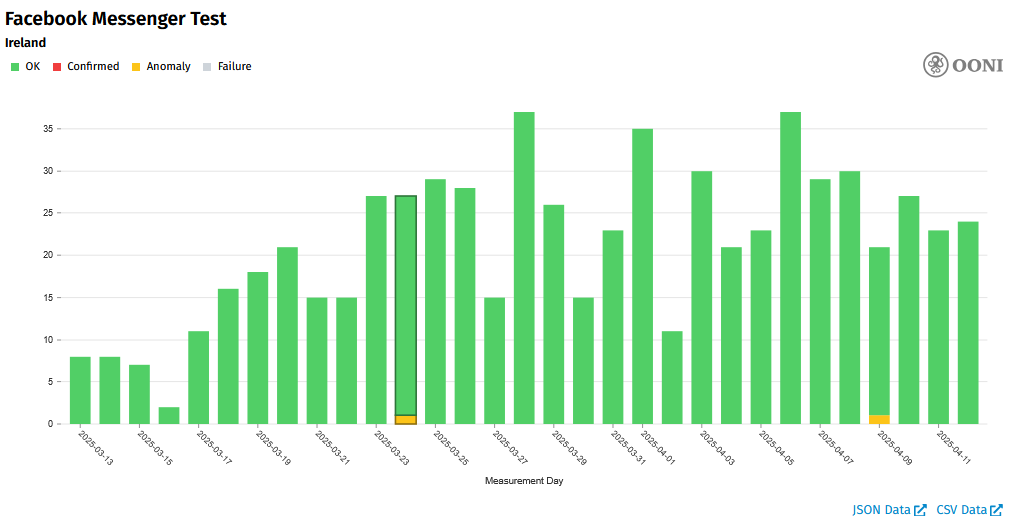 Facebook Messenger Test
Ireland
OK Confirmed Anomaly Failure
OONI
35
30
25
20
15
10
5
0
2025-03-13 2025-03-15 2025-03-17 2025-03-19 2025-03-21 2025-03-23 2025-03-25 2025-03-27 2025-03-29 2025-03-31 2025-04-01 2025-04-03 2025-04-05 2025-04-07 2025-04-09 2025-04-11
Measurement Day
JSON Data CSV Data